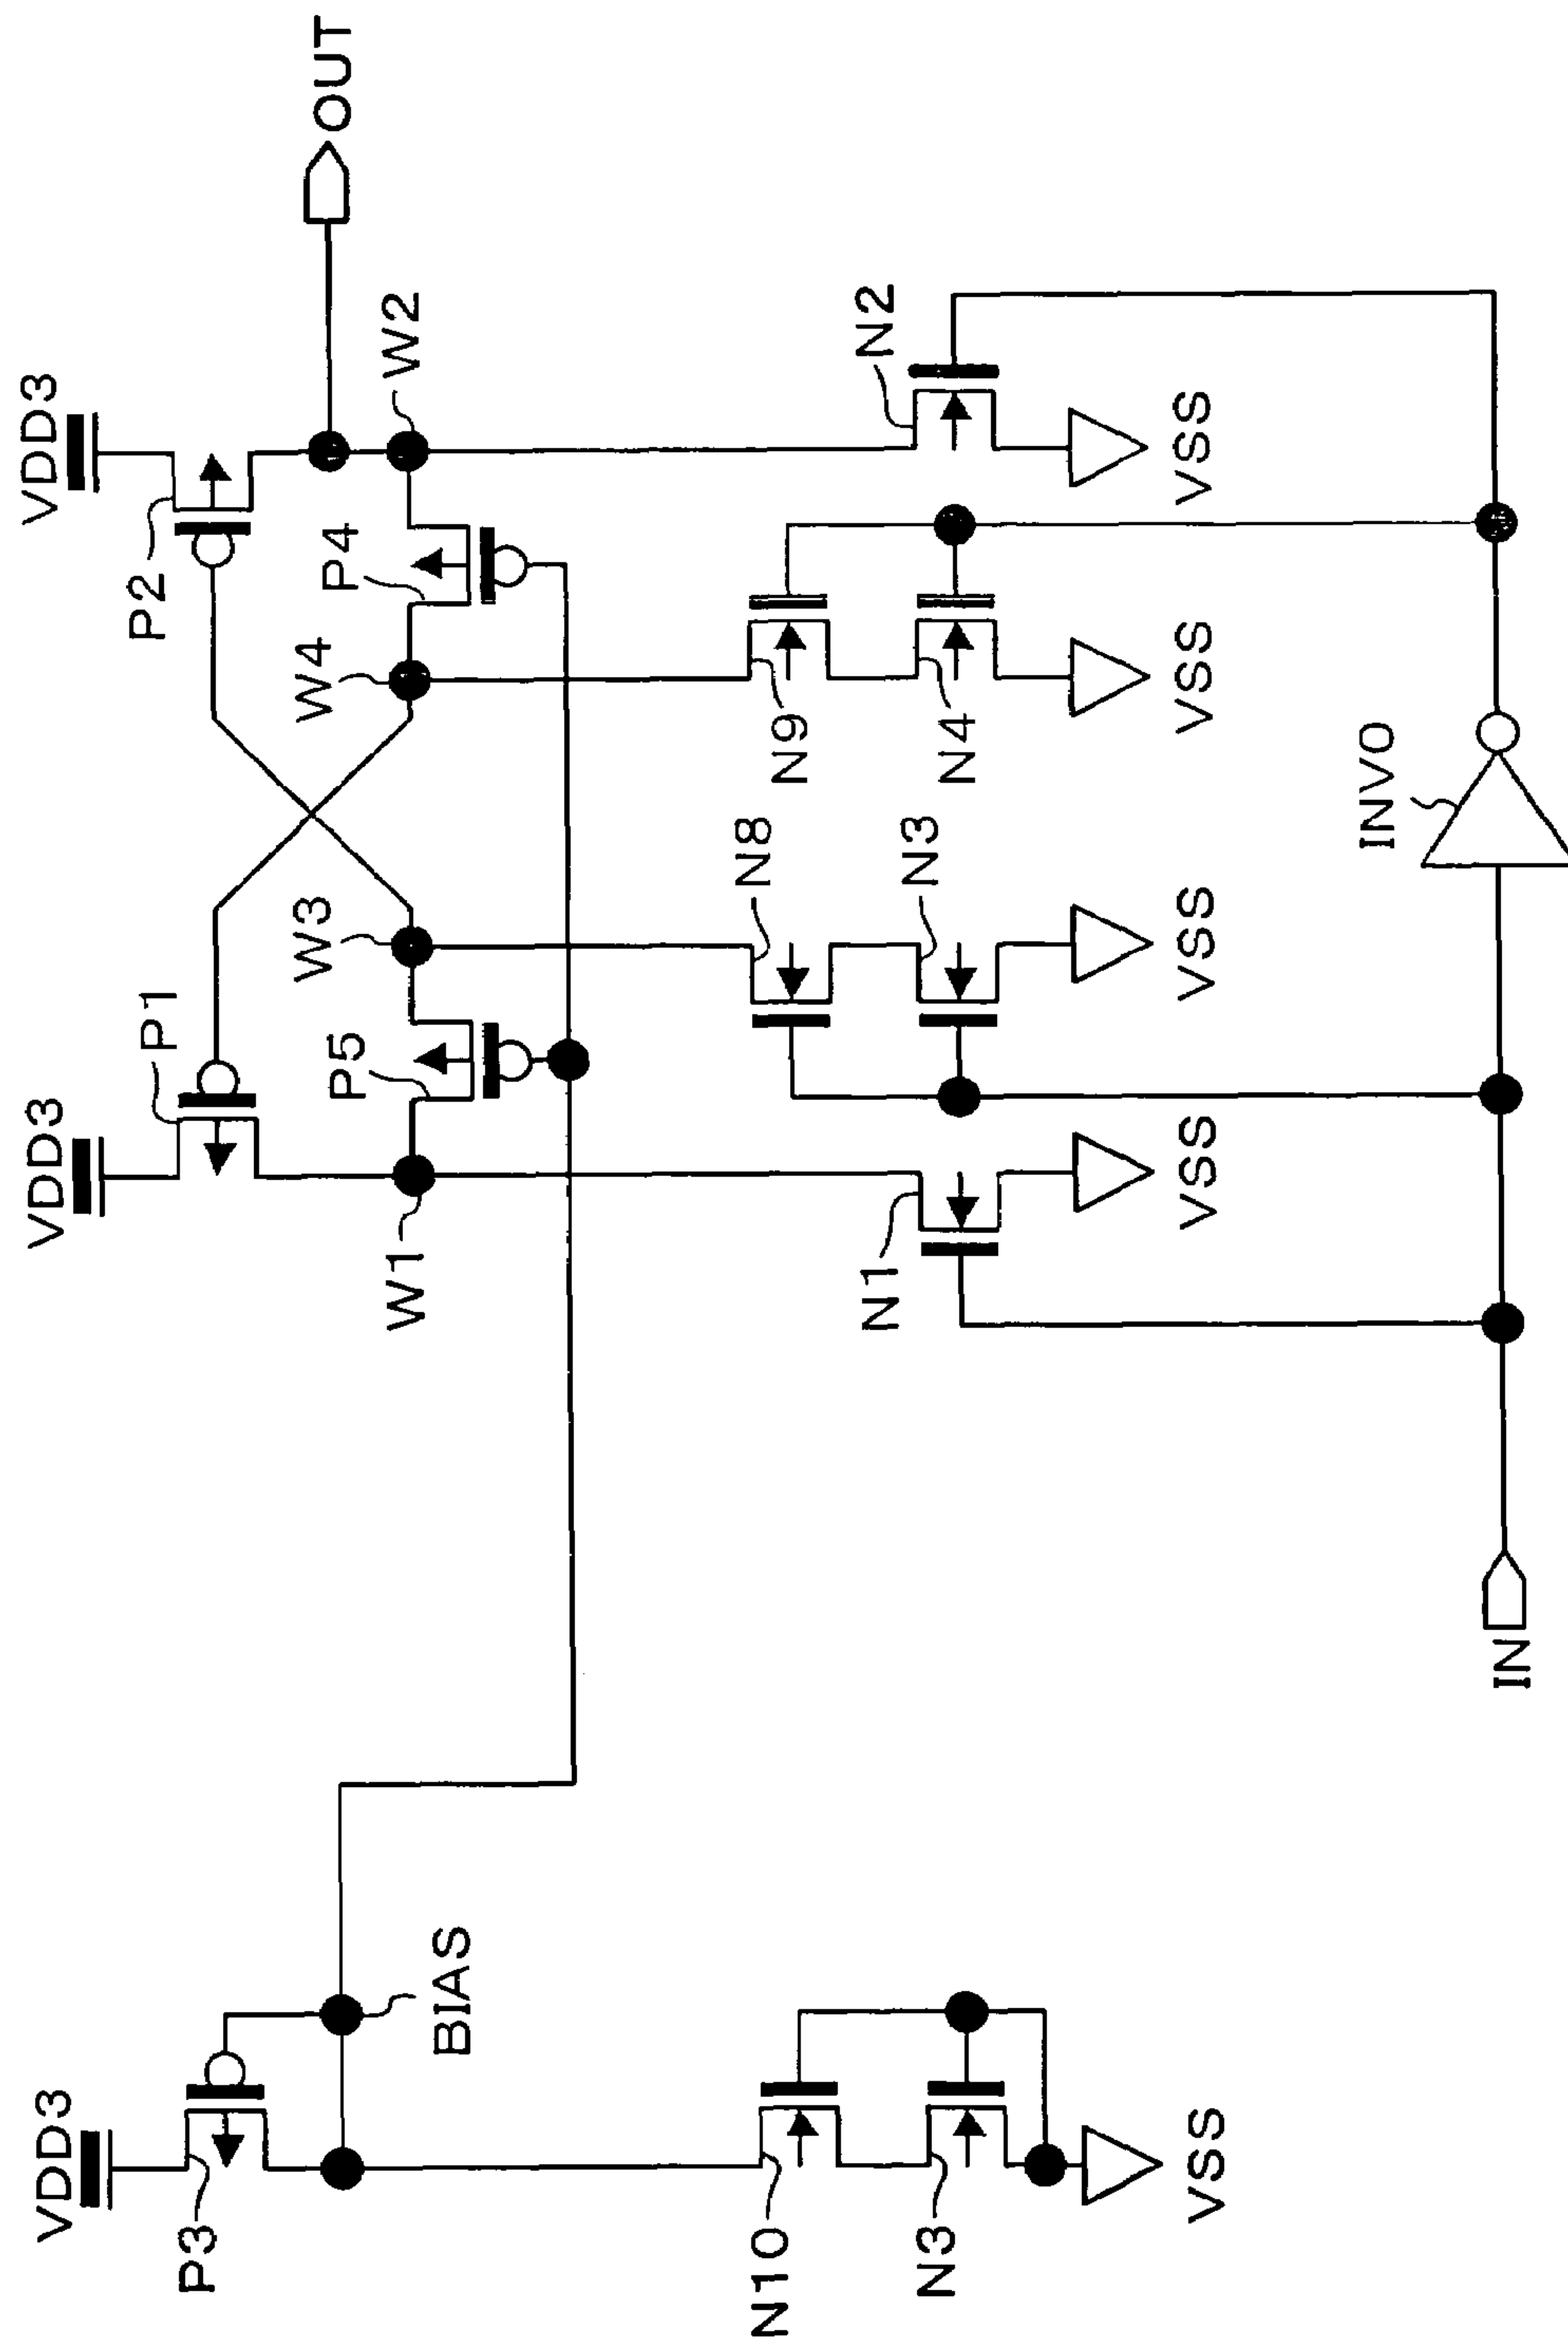 VDD3
VDD3
VDD3
P3
P1
P2
OUT
W3
W4
P5
P4
W1
W2
BIAS
N10
N8
N9
N1
N2
N3
N3
N4
VSS
VSS
VSS
VSS
VSS
INVO
IN